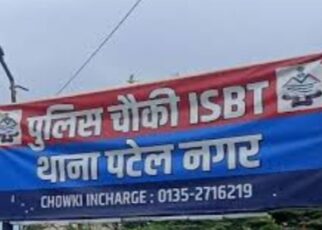 पुलिस चौकी ISBT
थाना पटेल नगर
CHOWKI INCHARGE : 0135-2716219